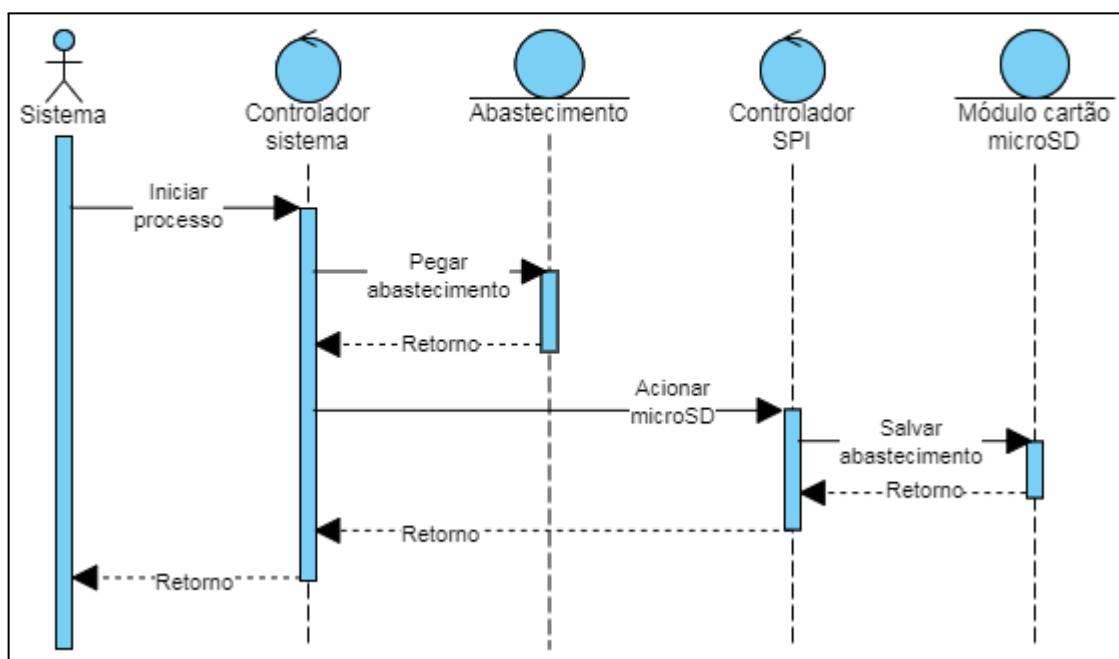 Sistema
Controlador
sistema
Abastecimento
Controlador
SPI
Módulo cartão
microSD
Iniciar
processo
Pegar
abastecimento
Retorno
Acionar
microSD
Salvar
abastecimento
Retorno
Retorno
Retorno